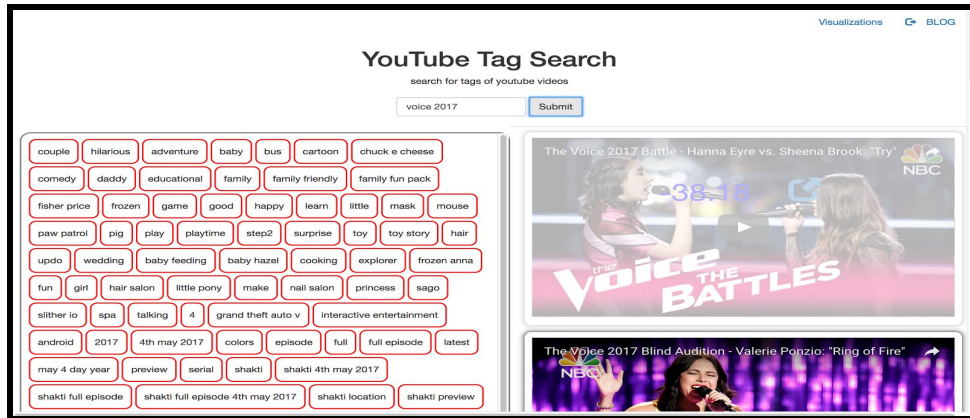 Visualizations BLOG
YouTube Tag Search
search for tags of youtube videos
voice 2017 Submit
couple hilarious adventure baby bus cartoon chuck e cheese
comedy daddy educational family family friendly family fun pack
fisher price frozen game good happy learn little mask mouse
paw patrol pig play playtime step2 surprise toy toy story hair
updo wedding baby feeding baby hazel cooking explorer frozen anna
fun girl hair salon little pony make nail salon princess sago
slither io spa talking 4 grand theft auto v interactive entertainment
android 2017 4th may 2017 colors episode full full episode latest
may 4 day year preview serial shakti shakti 4th may 2017
shakti full episode shakti full episode 4th may 2017 shakti location shakti preview
The Voice 2017 Battle - Hanna Eyre vs. Sheena Brook: "Try"
NBC
-38.18
the
Voice
THE
BATTLES
The Voice 2017 Blind Audition - Valerie Ponzio: "Ring of Fire"
NBC